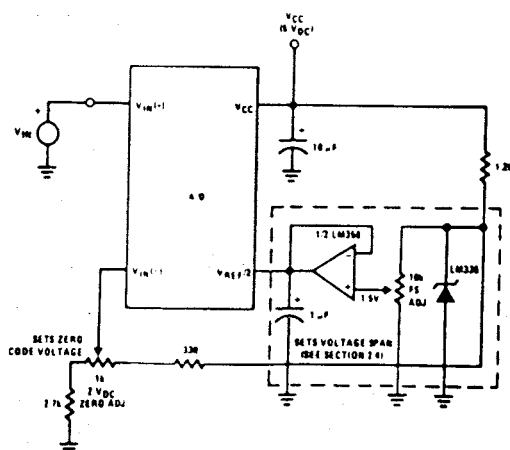 VCC
(5 VDC)
VIN(+)
VCC
VIN
+
+
10 µF
A/D
1.2k
1/2 LM358
VIN(-)
VREF/2
-
+
1.5V
10k
FS
ADJ
LM336
+
1 µF
SETS ZERO
CODE VOLTAGE
330
SETS VOLTAGE SPAN
(SEE SECTION 2.4)
1k
2 VDC
ZERO ADJ
2.7k